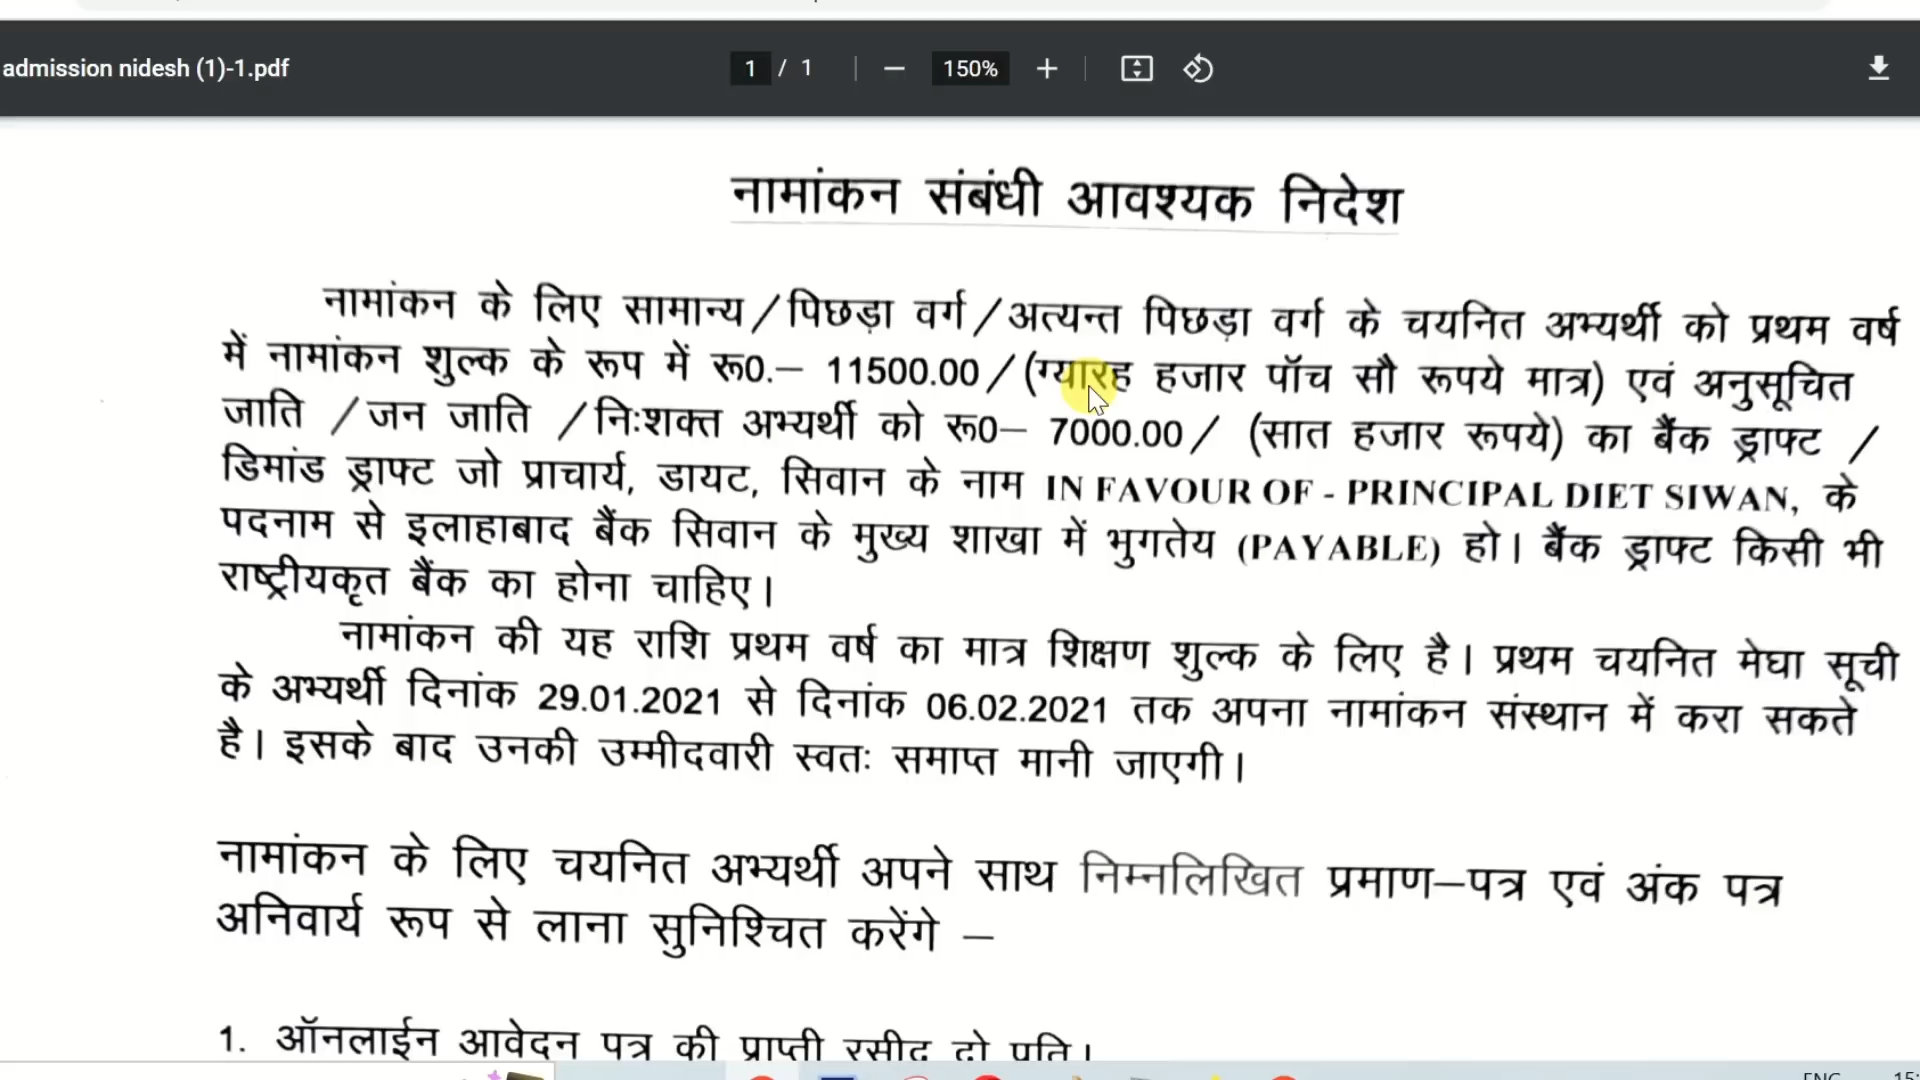 admission nidesh (1)-1.pdf
1 / 1
150%
नामांकन संबंधी आवश्यक निदेश
नामांकन के लिए सामान्य/पिछड़ा वर्ग/अत्यन्त पिछड़ा वर्ग के चयनित अभ्यर्थी को प्रथम वर्ष
में नामांकन शुल्क के रूप में रू0.– 11500.00/(ग्यारह हजार पॉच सौ रूपये मात्र) एवं अनुसूचित
जाति /जन जाति /निःशक्त अभ्यर्थी को रू0– 7000.00/ (सात हजार रूपये) का बैंक ड्राफ्ट /
डिमांड ड्राफ्ट जो प्राचार्य, डायट, सिवान के नाम IN FAVOUR OF - PRINCIPAL DIET SIWAN, के
पदनाम से इलाहाबाद बैंक सिवान के मुख्य शाखा में भुगतेय (PAYABLE) हो। बैंक ड्राफ्ट किसी भी
राष्ट्रीयकृत बैंक का होना चाहिए।
नामांकन की यह राशि प्रथम वर्ष का मात्र शिक्षण शुल्क के लिए है। प्रथम चयनित मेघा सूची
के अभ्यर्थी दिनांक 29.01.2021 से दिनांक 06.02.2021 तक अपना नामांकन संस्थान में करा सकते
है। इसके बाद उनकी उम्मीदवारी स्वतः समाप्त मानी जाएगी।
नामांकन के लिए चयनित अभ्यर्थी अपने साथ निम्नलिखित प्रमाण–पत्र एवं अंक पत्र
अनिवार्य रूप से लाना सुनिश्चित करेंगे –
1. ऑनलाईन आवेदन पत्र की प्राप्ती रसीद दो प्रति।